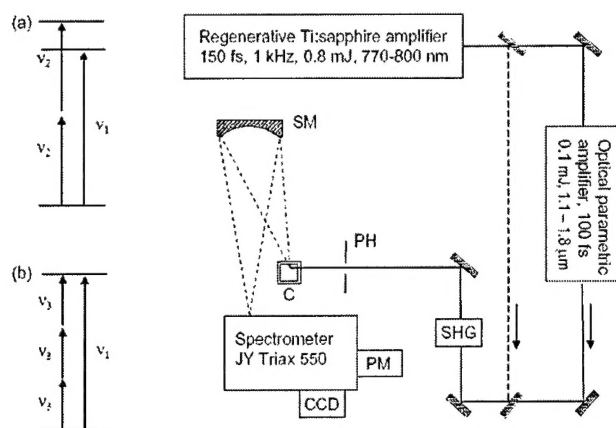 (a)
ν2
ν2
ν1
(b)
ν3
ν3
ν3
ν1
Regenerative Ti:sapphire amplifier
150 fs, 1 kHz, 0.8 mJ, 770-800 nm
SM
PH
C
Optical parametric
amplifier, 100 fs
0.1 mJ, 1.1 – 1.8 μm
SHG
Spectrometer
JY Triax 550
PM
CCD